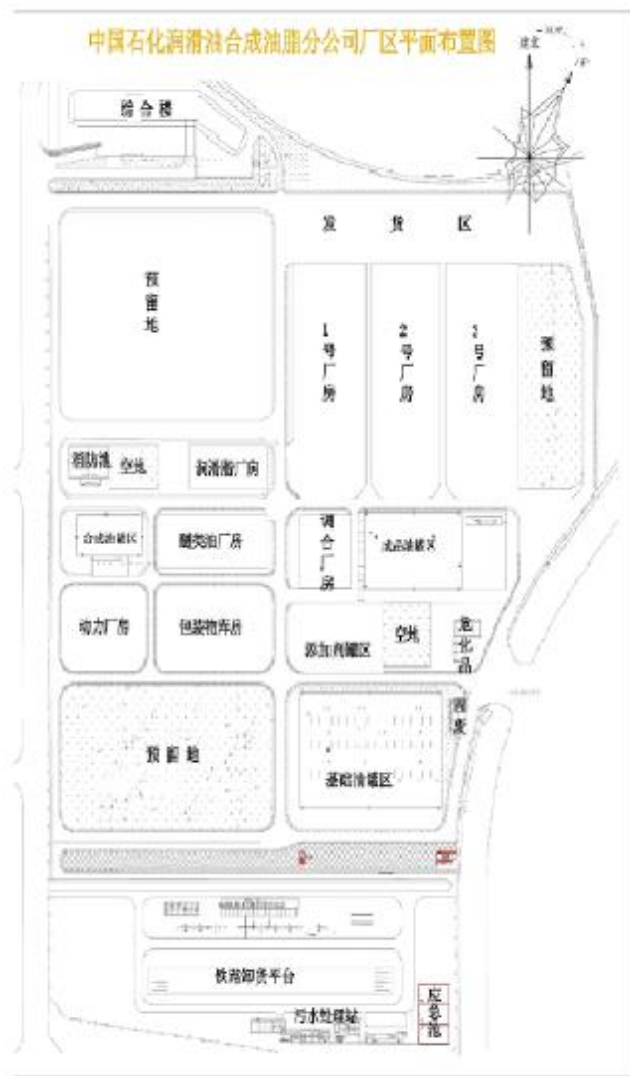 中国石化润滑油合成油脂分公司厂区平面布置图
建北
综合楼
发货区
预留地
1号厂房
2号厂房
3号厂房
预留地
消防池
空地
润滑脂厂房
合成油罐区
醚类油厂房
调合厂房
成品油罐区
动力厂房
包装物库房
添加剂罐区
空地
危化品
固废
预留地
基础油罐区
铁路卸货平台
污水处理站
应急池